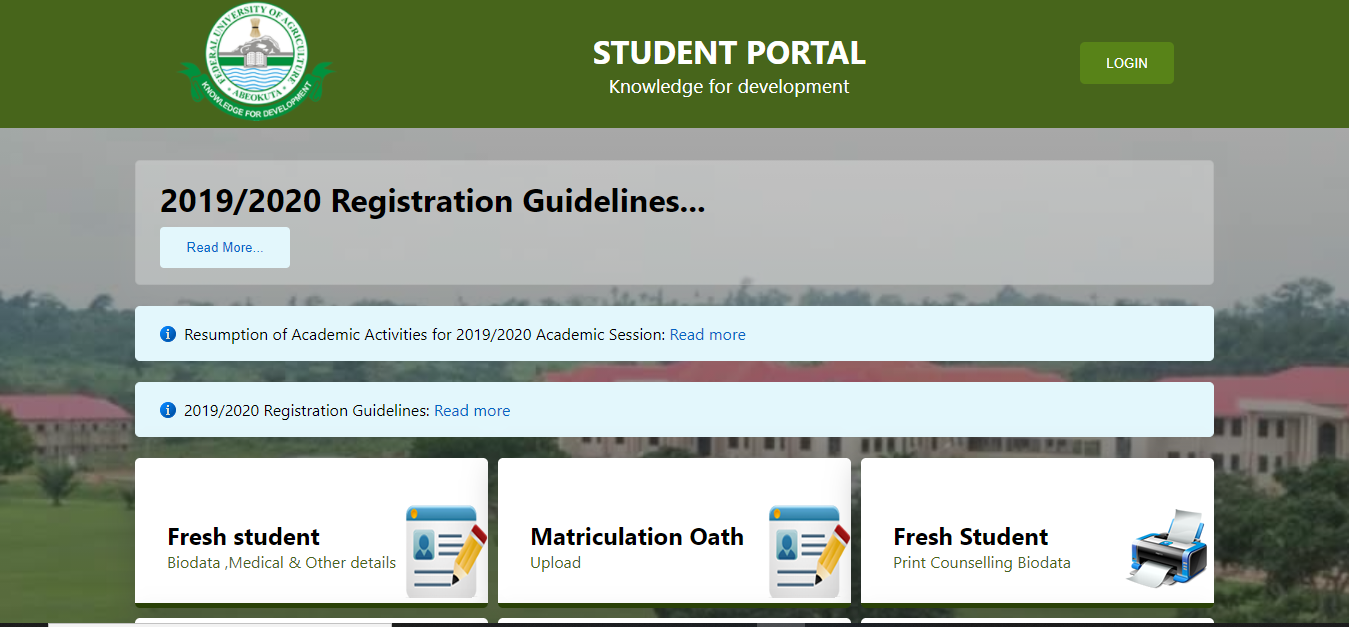 FEDERAL UNIVERSITY OF AGRICULTURE
• ABEOKUTA •
KNOWLEDGE FOR DEVELOPMENT
STUDENT PORTAL
Knowledge for development
LOGIN
2019/2020 Registration Guidelines...
Read More...
Resumption of Academic Activities for 2019/2020 Academic Session: Read more
2019/2020 Registration Guidelines: Read more
Fresh student
Biodata ,Medical & Other details
Matriculation Oath
Upload
Fresh Student
Print Counselling Biodata